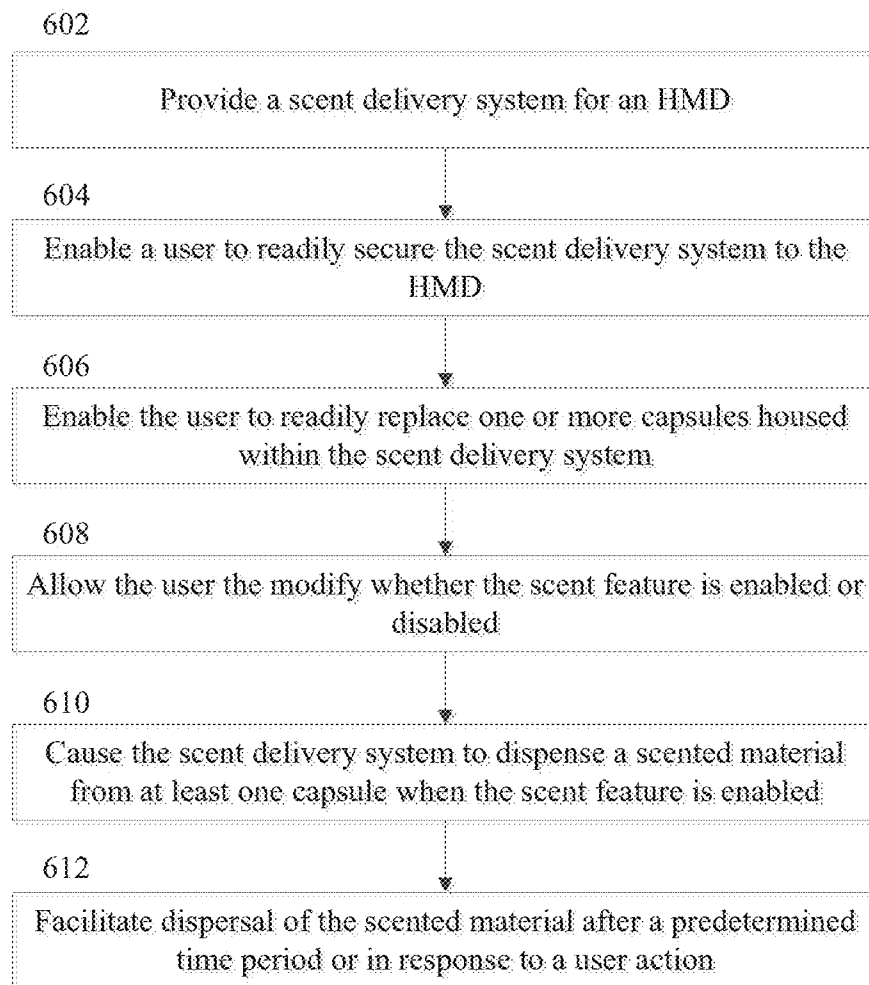 602
Provide a scent delivery system for an HMD
604
Enable a user to readily secure the scent delivery system to the
HMD
606
Enable the user to readily replace one or more capsules housed
within the scent delivery system
608
Allow the user the modify whether the scent feature is enabled or
disabled
610
Cause the scent delivery system to dispense a scented material
from at least one capsule when the scent feature is enabled
612
Facilitate dispersal of the scented material after a predetermined
time period or in response to a user action